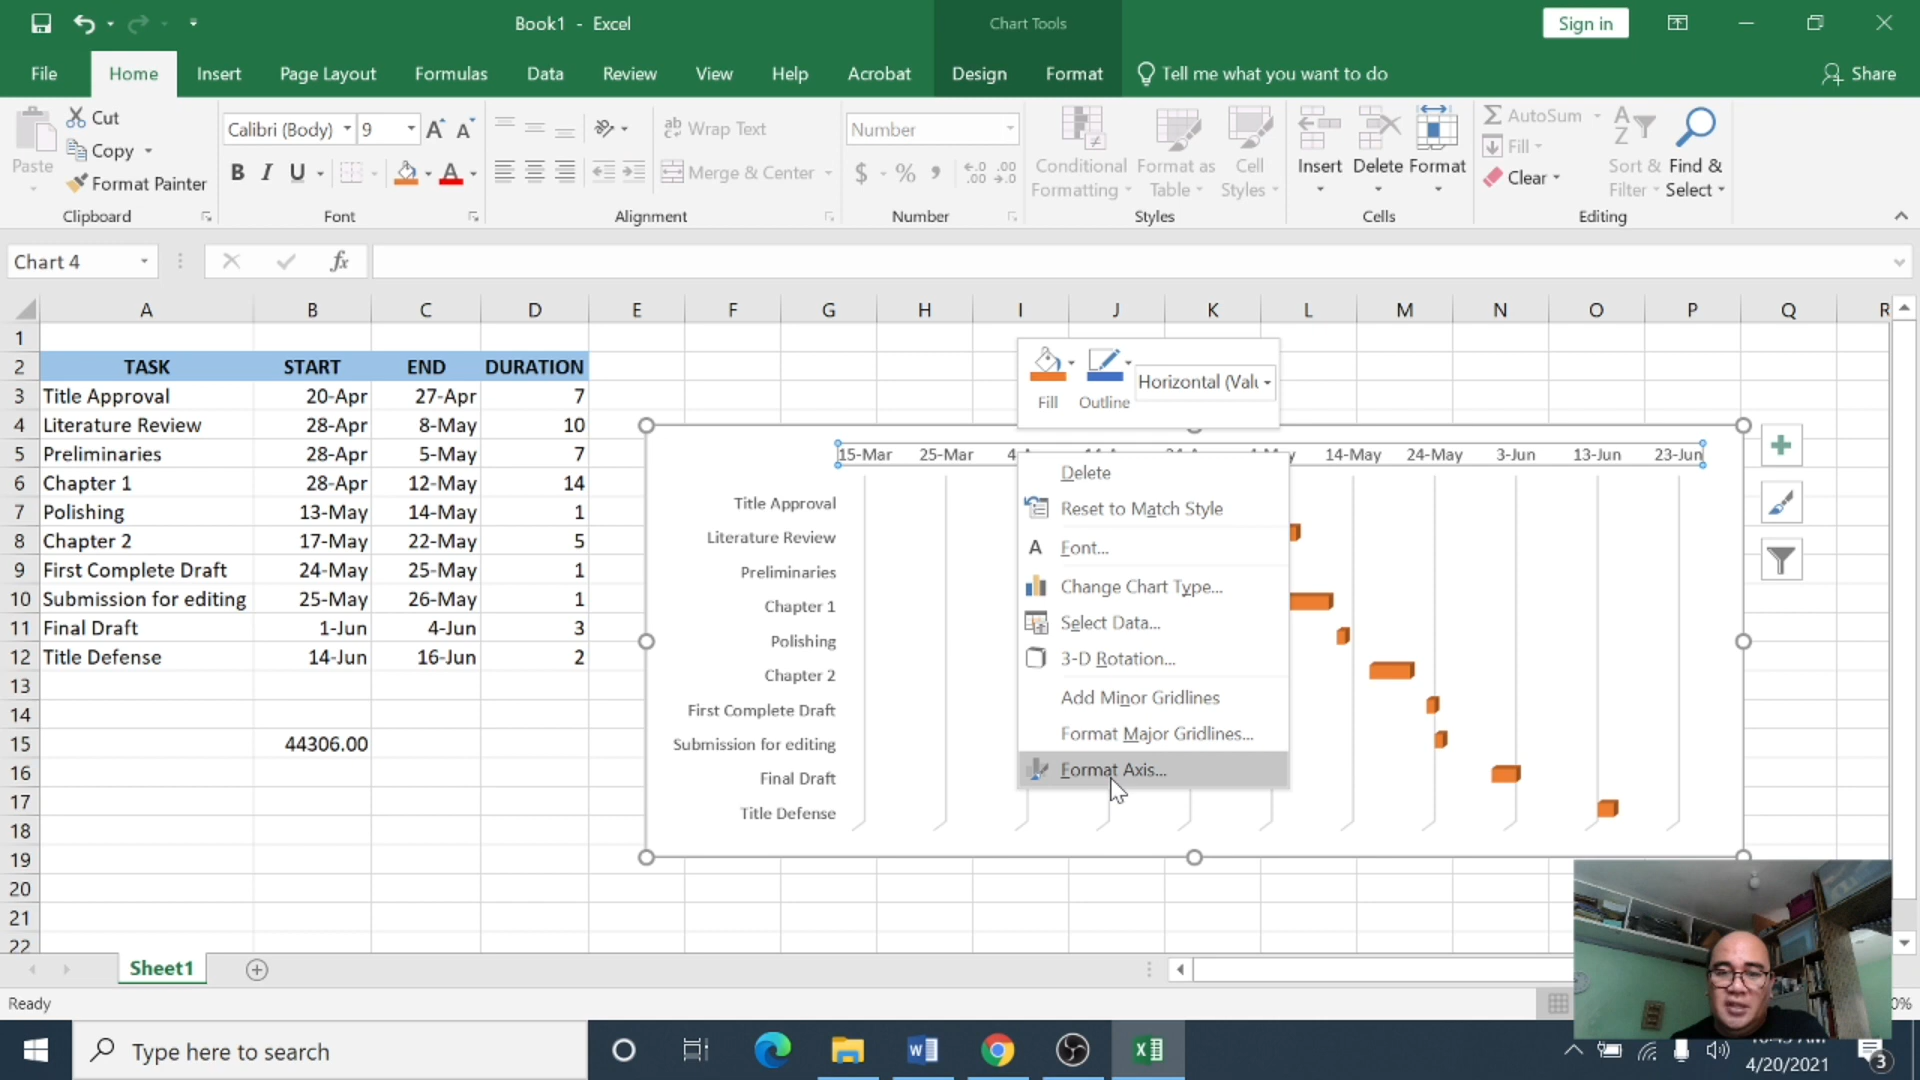 Book1 - Excel
Chart Tools
Sign in
File Home Insert Page Layout Formulas Data Review View Help Acrobat Design Format Tell me what you want to do Share
Cut
Copy
Format Painter
Paste
Clipboard
Calibri (Body) 9
B I U
Font
Wrap Text
Merge & Center
Alignment
Number
$ % ,
Number
Conditional Formatting
Format as Table
Cell Styles
Styles
Insert
Delete
Format
Cells
AutoSum
Fill
Clear
Sort & Filter
Find & Select
Editing
Chart 4
fx
A B C D E F G H I J K L M N O P Q R
1
2 TASK START END DURATION
3 Title Approval 20-Apr 27-Apr 7
4 Literature Review 28-Apr 8-May 10
5 Preliminaries 28-Apr 5-May 7
6 Chapter 1 28-Apr 12-May 14
7 Polishing 13-May 14-May 1
8 Chapter 2 17-May 22-May 5
9 First Complete Draft 24-May 25-May 1
10 Submission for editing 25-May 26-May 1
11 Final Draft 1-Jun 4-Jun 3
12 Title Defense 14-Jun 16-Jun 2
13
14
15 44306.00
16
17
18
19
20
21
22
Fill
Outline
Horizontal (Valu
15-Mar 25-Mar 14-May 24-May 3-Jun 13-Jun 23-Jun
Title Approval
Literature Review
Preliminaries
Chapter 1
Polishing
Chapter 2
First Complete Draft
Submission for editing
Final Draft
Title Defense
Delete
Reset to Match Style
Font...
Change Chart Type...
Select Data...
3-D Rotation...
Add Minor Gridlines
Format Major Gridlines...
Format Axis...
Sheet1
Ready
Type here to search
4/20/2021
3